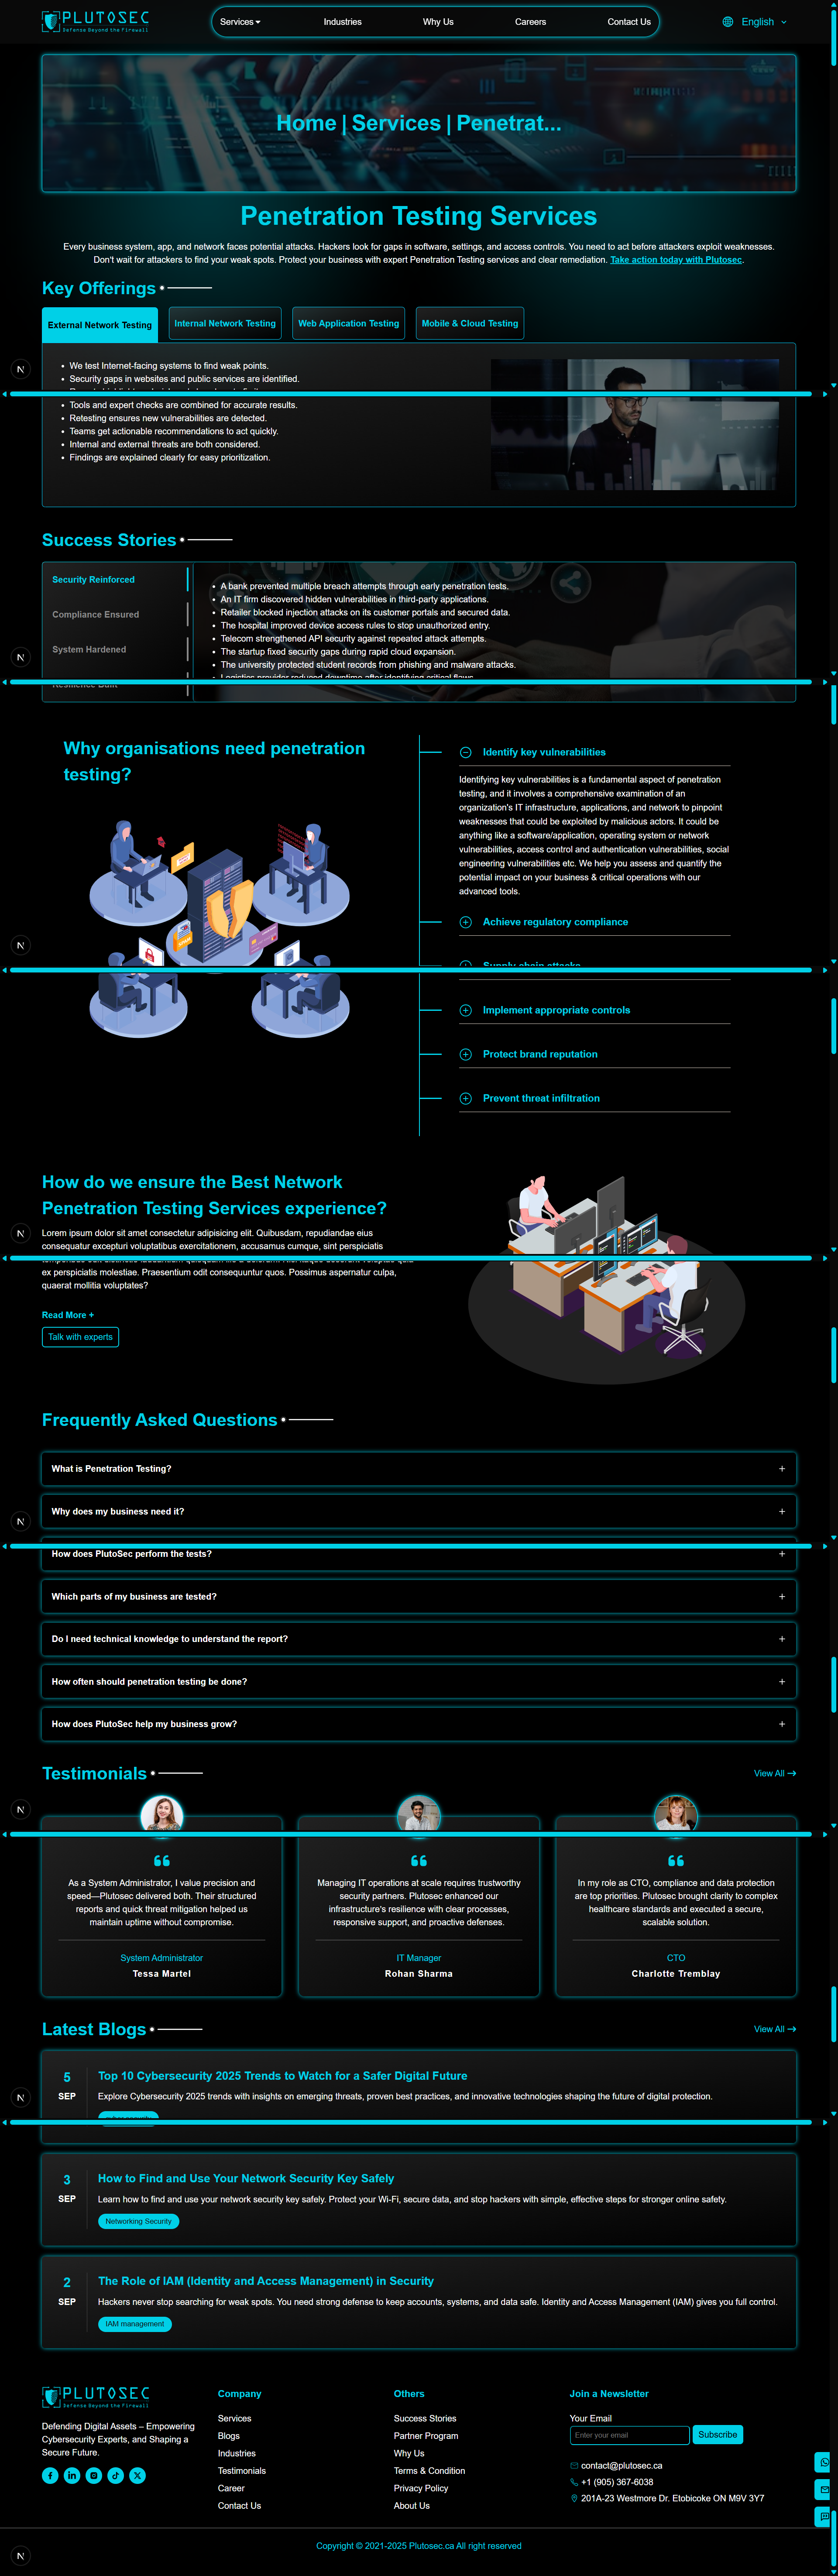 PLUTOSEC
Defense Beyond the Firewall
Services
Industries
Why Us
Careers
Contact Us
English
Home | Services | Penetrat...
Penetration Testing Services
Every business system, app, and network faces potential attacks. Hackers look for gaps in software, settings, and access controls. You need to act before attackers exploit weaknesses.
Don't wait for attackers to find your weak spots. Protect your business with expert Penetration Testing services and clear remediation. Take action today with Plutosec.
Key Offerings
External Network Testing
Internal Network Testing
Web Application Testing
Mobile & Cloud Testing
N
• We test Internet-facing systems to find weak points.
• Security gaps in websites and public services are identified.
• Tools and expert checks are combined for accurate results.
• Retesting ensures new vulnerabilities are detected.
• Teams get actionable recommendations to act quickly.
• Internal and external threats are both considered.
• Findings are explained clearly for easy prioritization.
Success Stories
Security Reinforced
Compliance Ensured
System Hardened
Resilience Built
N
• A bank prevented multiple breach attempts through early penetration tests.
• An IT firm discovered hidden vulnerabilities in third-party applications.
• Retailer blocked injection attacks on its customer portals and secured data.
• The hospital improved device access rules to stop unauthorized entry.
• Telecom strengthened API security against repeated attack attempts.
• The startup fixed security gaps during rapid cloud expansion.
• The university protected student records from phishing and malware attacks.
• Logistics provider reduced downtime after identifying critical flaws.
Why organisations need penetration
testing?
Identify key vulnerabilities
Identifying key vulnerabilities is a fundamental aspect of penetration
testing, and it involves a comprehensive examination of an
organization's IT infrastructure, applications, and network to pinpoint
weaknesses that could be exploited by malicious actors. It could be
anything like a software/application, operating system or network
vulnerabilities, access control and authentication vulnerabilities, social
engineering vulnerabilities etc. We help you assess and quantify the
potential impact on your business & critical operations with our
advanced tools.
Achieve regulatory compliance
N
Supply chain attacks
Implement appropriate controls
Protect brand reputation
Prevent threat infiltration
How do we ensure the Best Network
Penetration Testing Services experience?
Lorem ipsum dolor sit amet consectetur adipisicing elit. Quibusdam, repudiandae eius
consequatur excepturi voluptatibus exercitationem, accusamus cumque, sint perspiciatis
ex perspiciatis molestiae. Praesentium odit consequuntur quos. Possimus aspernatur culpa,
quaerat mollitia voluptates?
N
Read More +
Talk with experts
Frequently Asked Questions
What is Penetration Testing?
Why does my business need it?
N
How does PlutoSec perform the tests?
Which parts of my business are tested?
Do I need technical knowledge to understand the report?
How often should penetration testing be done?
How does PlutoSec help my business grow?
Testimonials
View All →
N
As a System Administrator, I value precision and
speed—Plutosec delivered both. Their structured
reports and quick threat mitigation helped us
maintain uptime without compromise.
System Administrator
Tessa Martel
Managing IT operations at scale requires trustworthy
security partners. Plutosec enhanced our
infrastructure's resilience with clear processes,
responsive support, and proactive defenses.
IT Manager
Rohan Sharma
In my role as CTO, compliance and data protection
are top priorities. Plutosec brought clarity to complex
healthcare standards and executed a secure,
scalable solution.
CTO
Charlotte Tremblay
Latest Blogs
View All →
5
SEP
Top 10 Cybersecurity 2025 Trends to Watch for a Safer Digital Future
Explore Cybersecurity 2025 trends with insights on emerging threats, proven best practices, and innovative technologies shaping the future of digital protection.
N
3
SEP
How to Find and Use Your Network Security Key Safely
Learn how to find and use your network security key safely. Protect your Wi-Fi, secure data, and stop hackers with simple, effective steps for stronger online safety.
Networking Security
2
SEP
The Role of IAM (Identity and Access Management) in Security
Hackers never stop searching for weak spots. You need strong defense to keep accounts, systems, and data safe. Identity and Access Management (IAM) gives you full control.
IAM management
PLUTOSEC
Defense Beyond the Firewall
Defending Digital Assets – Empowering
Cybersecurity Experts, and Shaping a
Secure Future.
Company
Services
Blogs
Industries
Testimonials
Career
Contact Us
Others
Success Stories
Partner Program
Why Us
Terms & Condition
Privacy Policy
About Us
Join a Newsletter
Your Email
Enter your email
Subscribe
contact@plutosec.ca
+1 (905) 367-6038
201A-23 Westmore Dr. Etobicoke ON M9V 3Y7
Copyright © 2021-2025 Plutosec.ca All right reserved
N